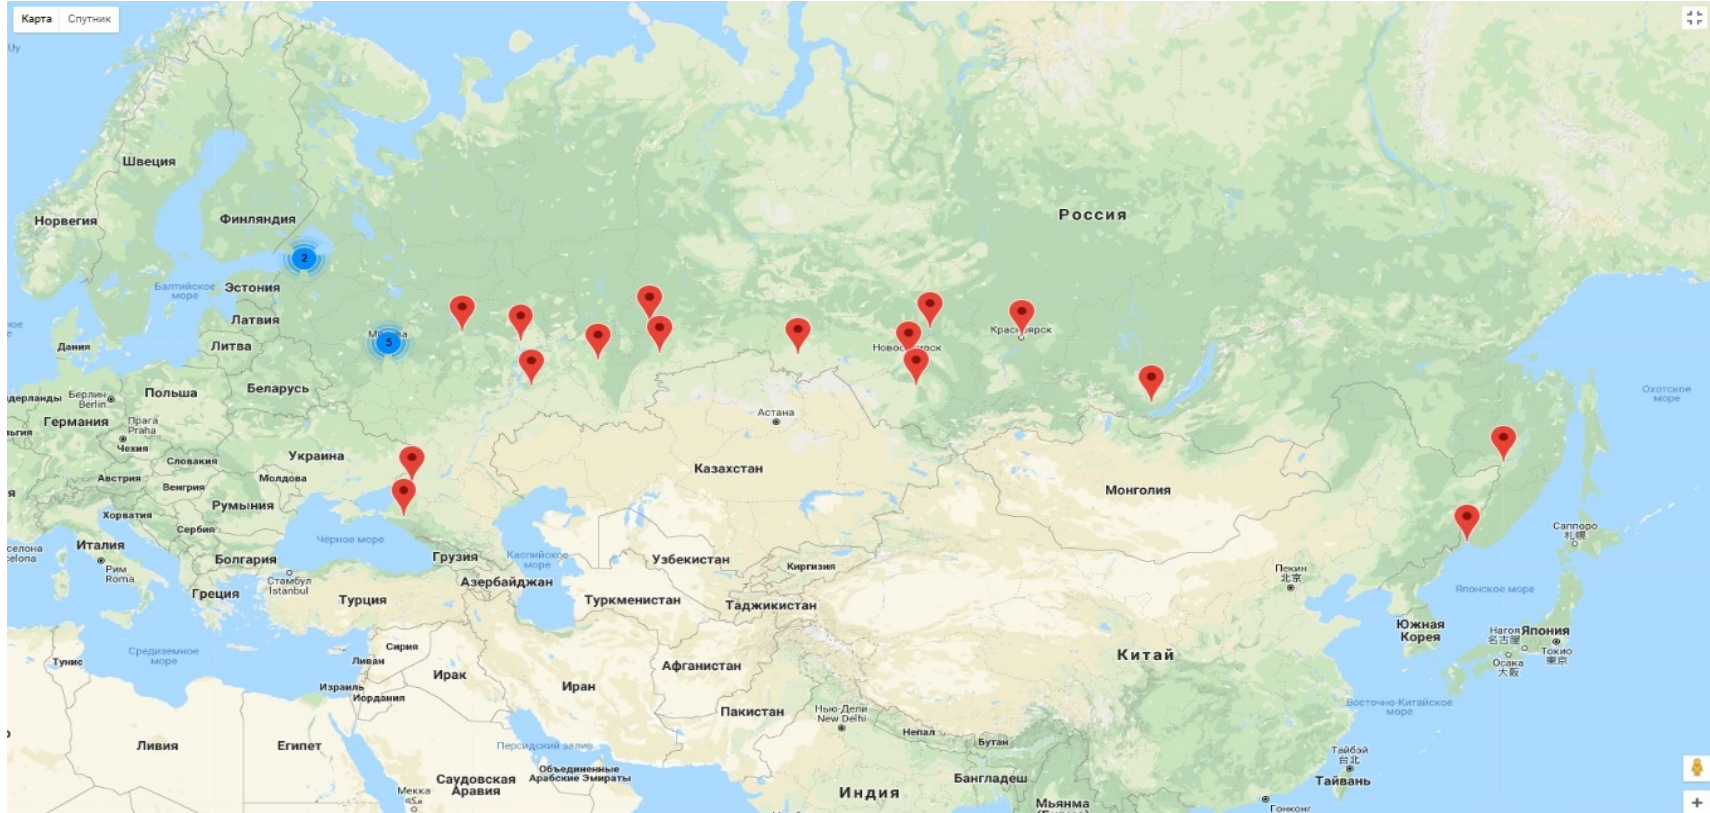 Карта Спутник
Швеция
Норвегия
Финляндия
Россия
2
Балтийское
море
Эстония
Латвия
5
Дания
Литва
Красноярск
Беларусь
Польша
Берлин
Berlin
Охотское
море
Германия
Прага
Praha
Чехия
Астана
Словакия
Украина
Австрия
Венгрия
Молдова
Казахстан
Монголия
Румыния
Хорватия
Сербия
Саппоро
札幌
Италия
Чёрное море
Болгария
Грузия
Каспийское
море
Узбекистан
Киргизия
Рим
Roma
Стамбул
Istanbul
Азербайджан
Пекин
北京
Греция
Турция
Туркменистан
Таджикистан
Японское море
Южная
Корея
Нагоя
名古屋
Япония
Токио
東京
Осака
大阪
Тунис
Средиземное
море
Сирия
Ливан
Ирак
Афганистан
Китай
Израиль
Иордания
Иран
Пакистан
Нью-Дели
New Delhi
Восточно-Китайское
море
Непал
Бутан
Ливия
Египет
Персидский залив
Тайбэй
台北
Саудовская
Аравия
Объединенные
Арабские Эмираты
Бангладеш
Тайвань
Мекка
مكة
Индия
Мьянма
Гонконг